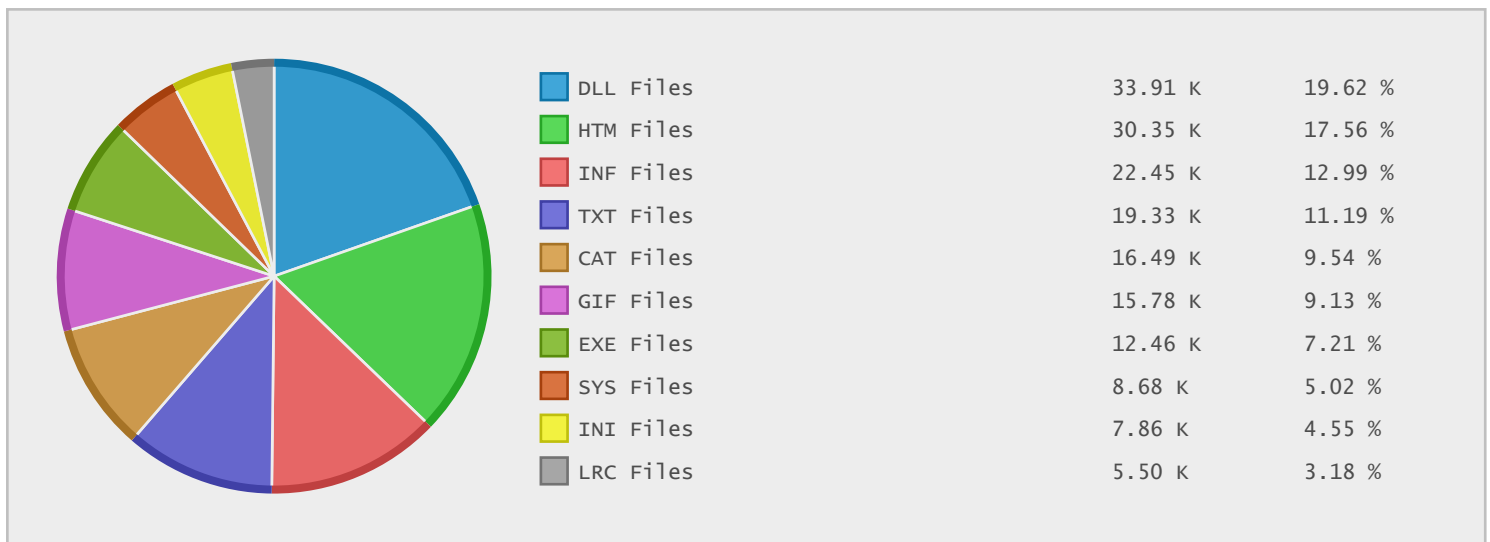 DLL Files 33.91 K 19.62 %
HTM Files 30.35 K 17.56 %
INF Files 22.45 K 12.99 %
TXT Files 19.33 K 11.19 %
CAT Files 16.49 K 9.54 %
GIF Files 15.78 K 9.13 %
EXE Files 12.46 K 7.21 %
SYS Files 8.68 K 5.02 %
INI Files 7.86 K 4.55 %
LRC Files 5.50 K 3.18 %